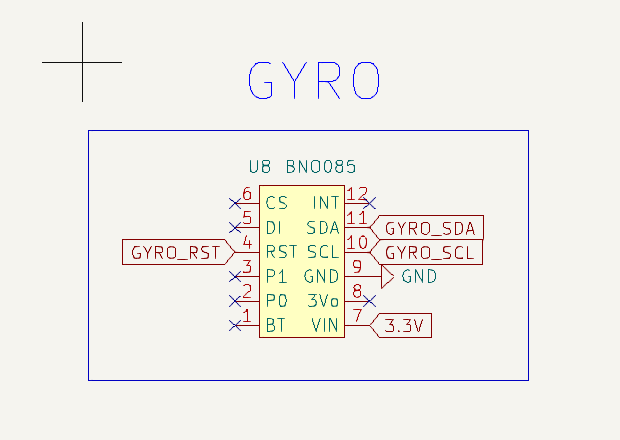 GYRO
U8 BNO085
6 CS INT 12
5 DI SDA 11 GYRO_SDA
GYRO_RST 4 RST SCL 10 GYRO_SCL
3 P1 GND 9 GND
2 P0 3Vo 8
1 BT VIN 7 3.3V